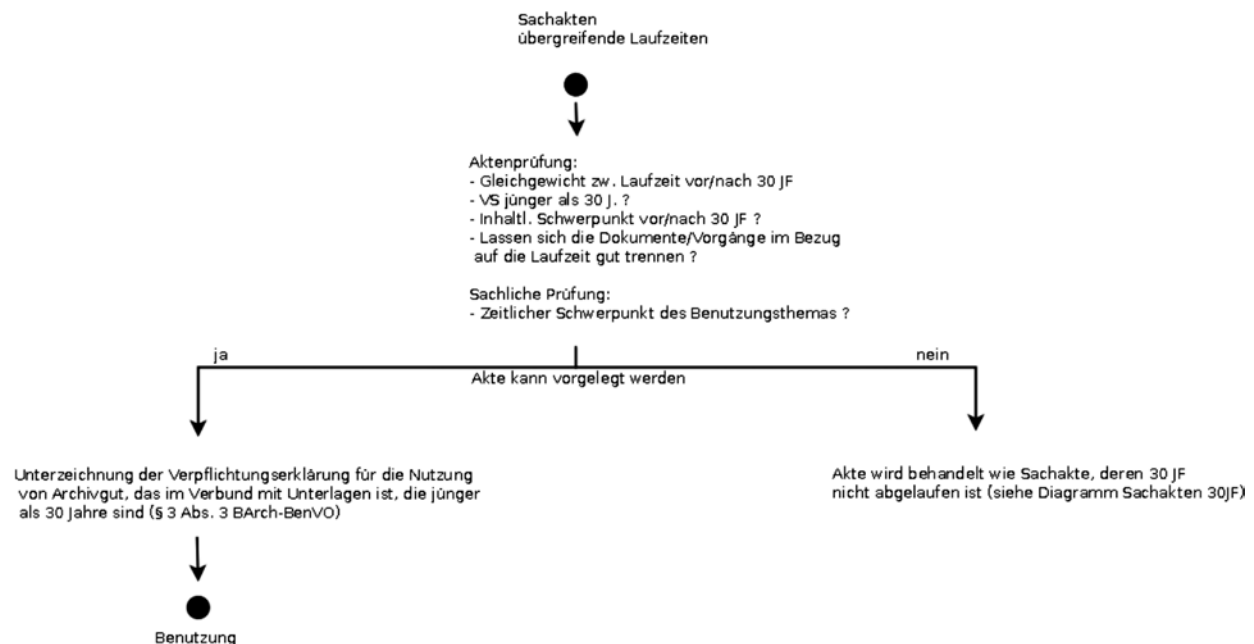 Sachakten
übergreifende Laufzeiten
Aktenprüfung:
- Gleichgewicht zw. Laufzeit vor/nach 30 JF
- VS jünger als 30 J. ?
- Inhaltl. Schwerpunkt vor/nach 30 JF ?
- Lassen sich die Dokumente/Vorgänge im Bezug
auf die Laufzeit gut trennen ?
Sachliche Prüfung:
- Zeitlicher Schwerpunkt des Benutzungsthemas ?
ja
nein
Akte kann vorgelegt werden
Unterzeichnung der Verpflichtungserklärung für die Nutzung
von Archivgut, das im Verbund mit Unterlagen ist, die jünger
als 30 Jahre sind (§ 3 Abs. 3 BArch-BenVO)
Akte wird behandelt wie Sachakte, deren 30 JF
nicht abgelaufen ist (siehe Diagramm Sachakten 30JF)
Benutzung